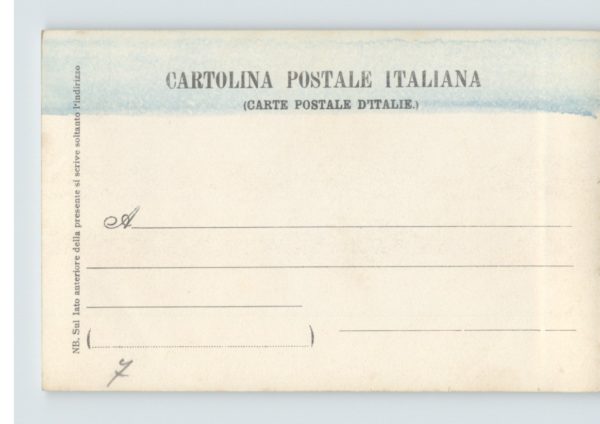 CARTOLINA POSTALE ITALIANA
(CARTE POSTALE D'ITALIE.)
NB. Sul lato anteriore della presente si scrive soltanto l'indirizzo
A
( )
7